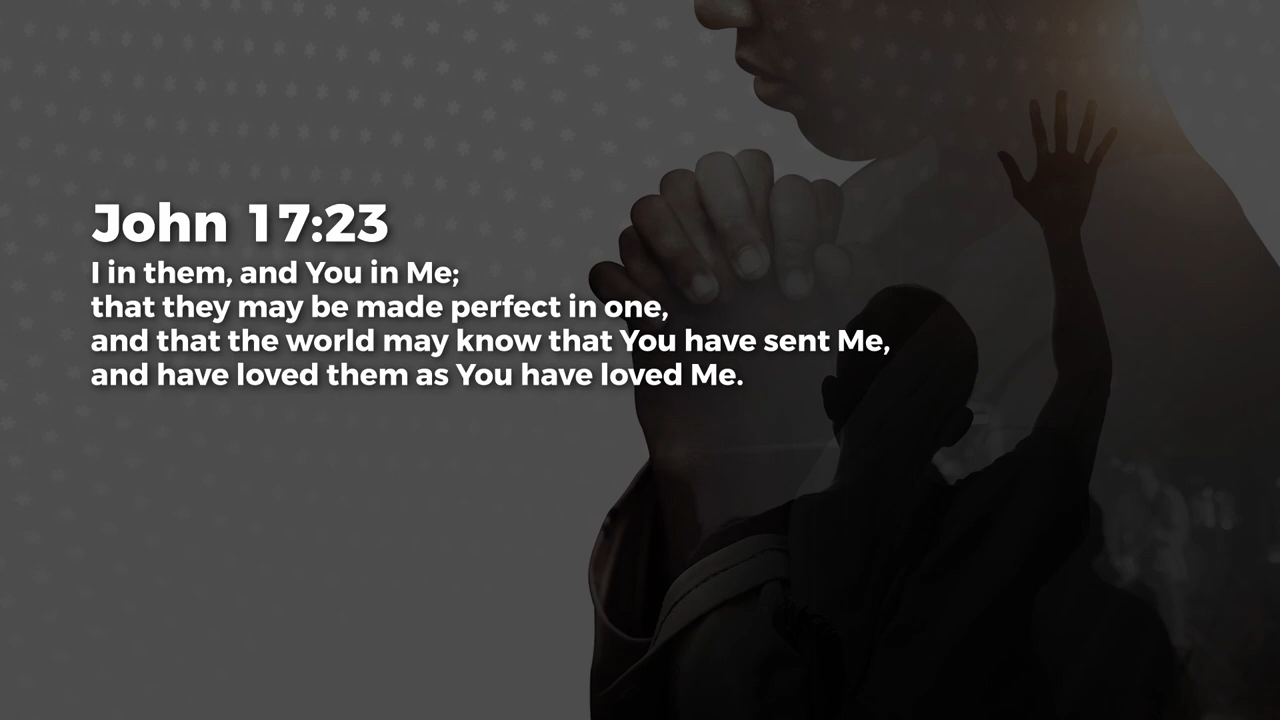 John 17:23
I in them, and You in Me;
that they may be made perfect in one,
and that the world may know that You have sent Me,
and have loved them as You have loved Me.